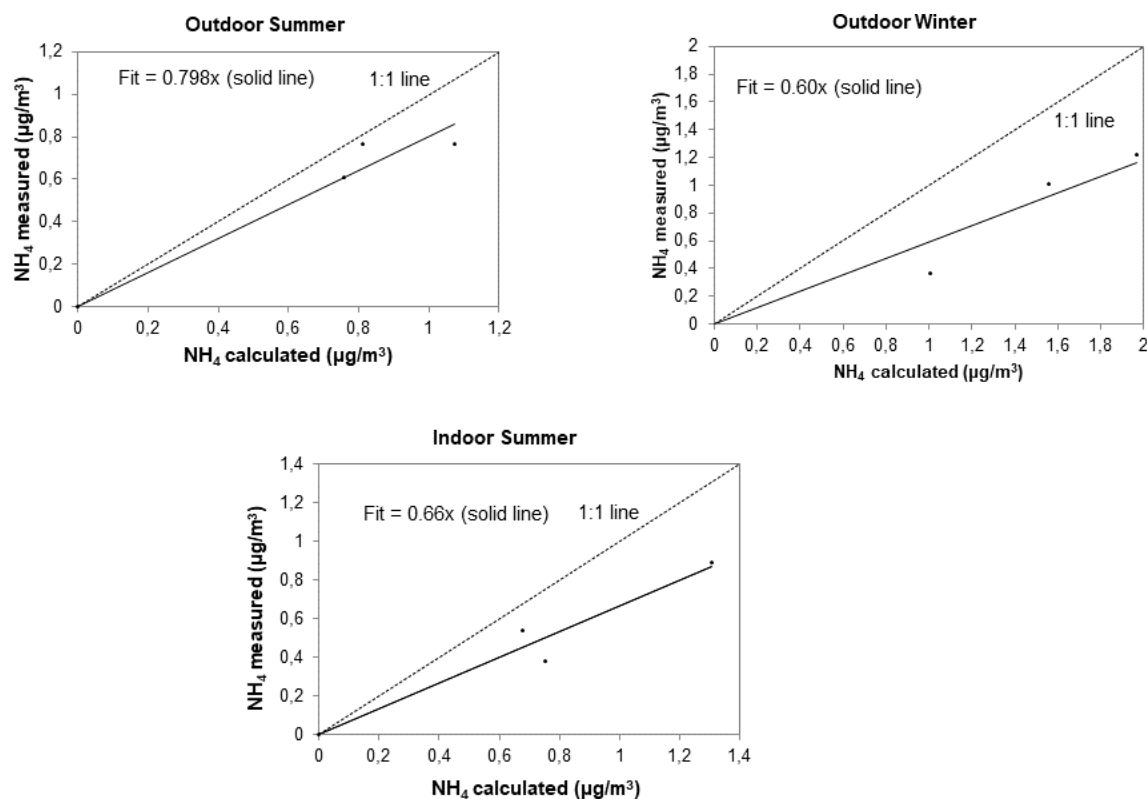 Outdoor Summer
1,2
1
0,8
0,6
0,4
0,2
0
NH₄ measured (µg/m³)
Fit = 0.798x (solid line)
1:1 line
0 0,2 0,4 0,6 0,8 1 1,2
NH₄ calculated (µg/m³)
Outdoor Winter
2
1,8
1,6
1,4
1,2
1
0,8
0,6
0,4
0,2
0
NH₄ measured (µg/m³)
Fit = 0.60x (solid line)
1:1 line
0 0,2 0,4 0,6 0,8 1 1,2 1,4 1,6 1,8 2
NH₄ calculated (µg/m³)
Indoor Summer
1,4
1,2
1
0,8
0,6
0,4
0,2
0
NH₄ measured (µg/m³)
Fit = 0.66x (solid line)
1:1 line
0 0,2 0,4 0,6 0,8 1 1,2 1,4
NH₄ calculated (µg/m³)